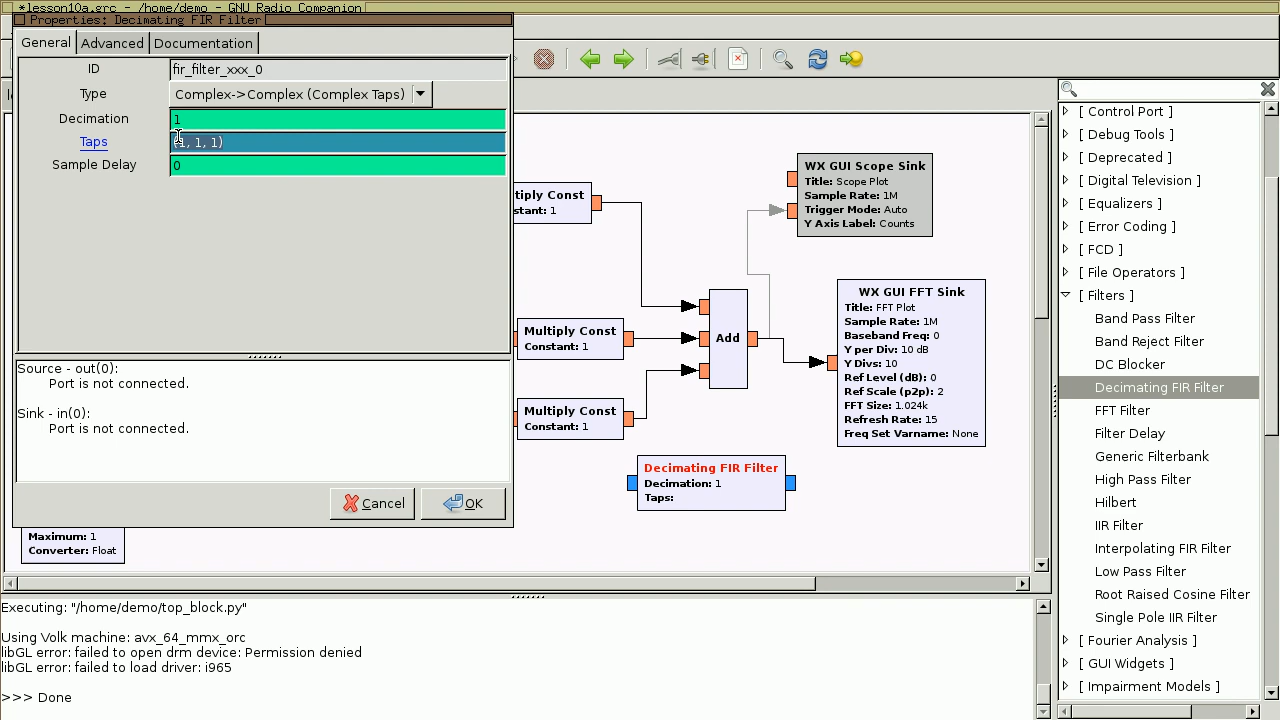 *lesson10a.grc - /home/demo - GNU Radio Companion
Properties: Decimating FIR Filter
General
Advanced
Documentation
ID
fir_filter_xxx_0
Type
Complex->Complex (Complex Taps)
Decimation
1
Taps
(1, 1, 1)
Sample Delay
0
Source - out(0):
Port is not connected.
Sink - in(0):
Port is not connected.
Cancel
OK
tiply Const
stant: 1
Multiply Const
Constant: 1
Multiply Const
Constant: 1
Add
WX GUI Scope Sink
Title: Scope Plot
Sample Rate: 1M
Trigger Mode: Auto
Y Axis Label: Counts
WX GUI FFT Sink
Title: FFT Plot
Sample Rate: 1M
Baseband Freq: 0
Y per Div: 10 dB
Y Divs: 10
Ref Level (dB): 0
Ref Scale (p2p): 2
FFT Size: 1.024k
Refresh Rate: 15
Freq Set Varname: None
Decimating FIR Filter
Decimation: 1
Taps:
Maximum: 1
Converter: Float
[ Control Port ]
[ Debug Tools ]
[ Deprecated ]
[ Digital Television ]
[ Equalizers ]
[ Error Coding ]
[ FCD ]
[ File Operators ]
[ Filters ]
Band Pass Filter
Band Reject Filter
DC Blocker
Decimating FIR Filter
FFT Filter
Filter Delay
Generic Filterbank
High Pass Filter
Hilbert
IIR Filter
Interpolating FIR Filter
Low Pass Filter
Root Raised Cosine Filter
Single Pole IIR Filter
[ Fourier Analysis ]
[ GUI Widgets ]
[ Impairment Models ]
Executing: "/home/demo/top_block.py"
Using Volk machine: avx_64_mmx_orc
libGL error: failed to open drm device: Permission denied
libGL error: failed to load driver: i965
>>> Done